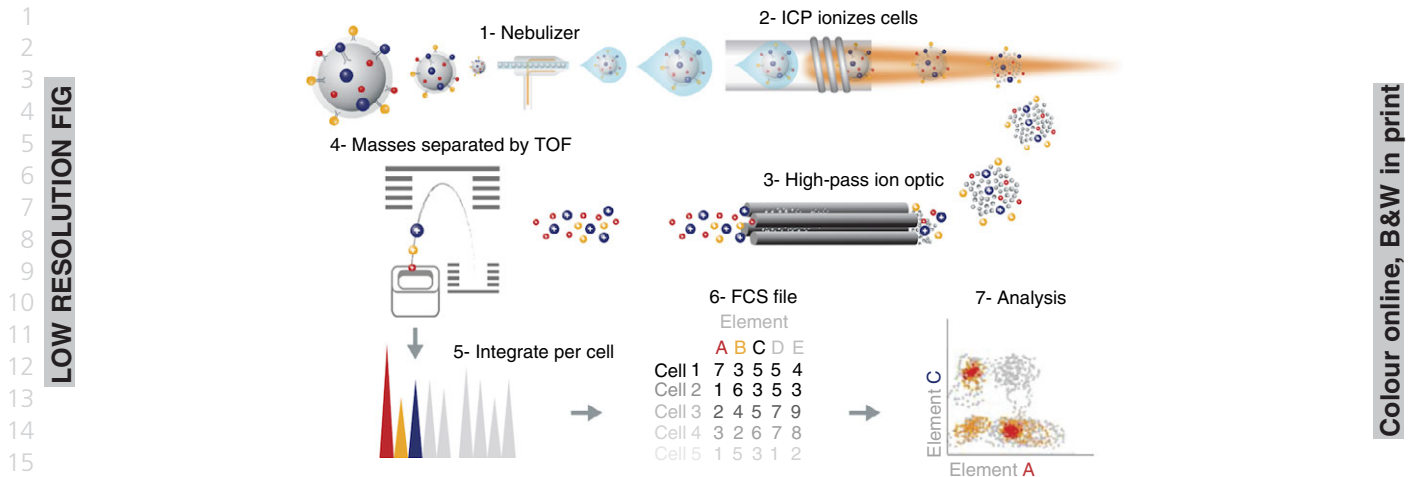 1
2
3
4
5
6
7
8
9
10
11
12
13
14
15
LOW RESOLUTION FIG
1- Nebulizer
2- ICP ionizes cells
3- High-pass ion optic
4- Masses separated by TOF
5- Integrate per cell
6- FCS file
Element
A B C D E
Cell 1 7 3 5 5 4
Cell 2 1 6 3 5 3
Cell 3 2 4 5 7 9
Cell 4 3 2 6 7 8
Cell 5 1 5 3 1 2
7- Analysis
Element C
Element A
Colour online, B&W in print